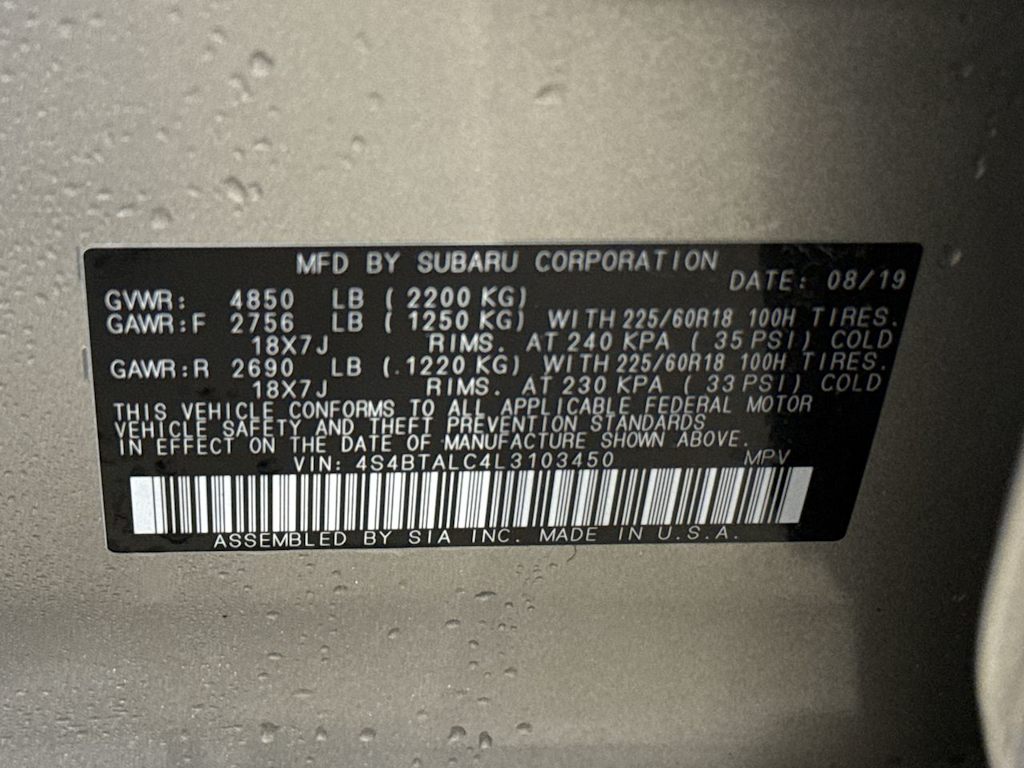 MFD BY SUBARU CORPORATION
DATE: 08/19
GVWR: 4850 LB ( 2200 KG)
GAWR:F 2756 LB ( 1250 KG) WITH 225/60R18 100H TIRES.
18X7J RIMS. AT 240 KPA ( 35 PSI) COLD
GAWR:R 2690 LB ( 1220 KG) WITH 225/60R18 100H TIRES.
18X7J RIMS. AT 230 KPA ( 33 PSI) COLD
THIS VEHICLE CONFORMS TO ALL APPLICABLE FEDERAL MOTOR
VEHICLE SAFETY AND THEFT PREVENTION STANDARDS
IN EFFECT ON THE DATE OF MANUFACTURE SHOWN ABOVE.
VIN: 4S4BTALC4L3103450 MPV
ASSEMBLED BY SIA INC. MADE IN U.S.A.